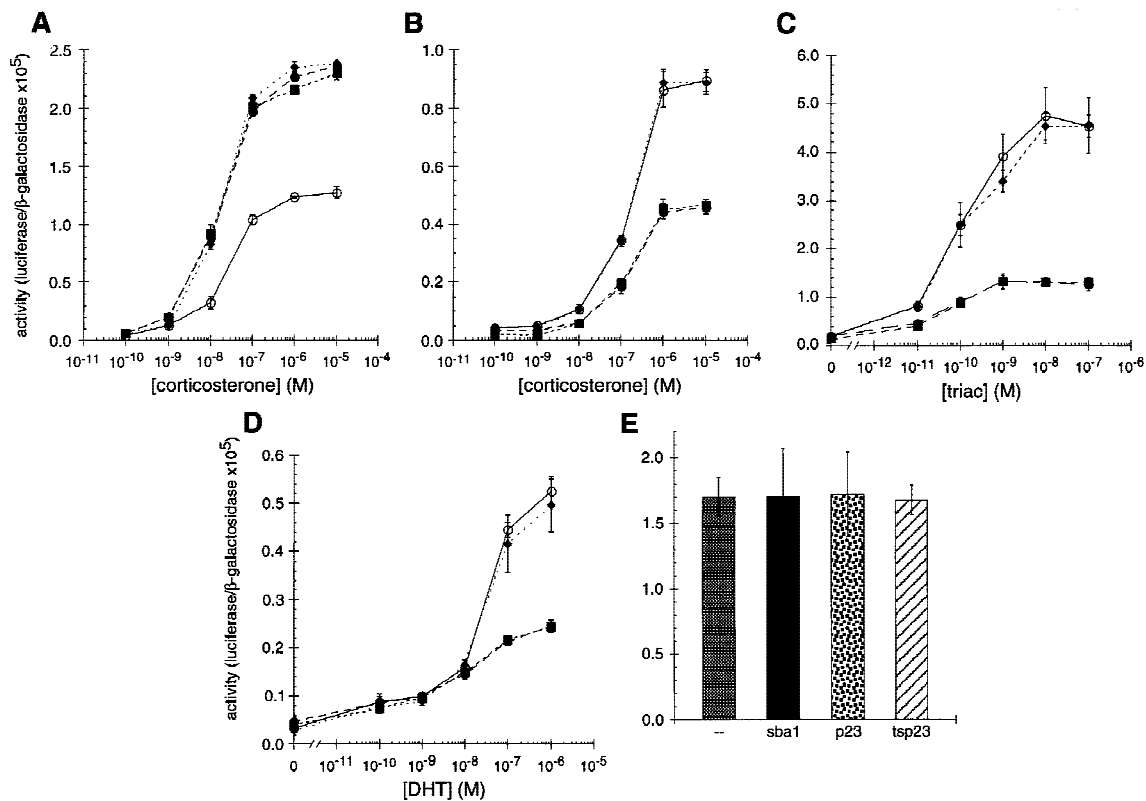 A
activity (luciferase/β-galactosidase x10⁵)
2.5
2.0
1.5
1.0
0.5
0.0
10⁻¹¹ 10⁻¹⁰ 10⁻⁹ 10⁻⁸ 10⁻⁷ 10⁻⁶ 10⁻⁵ 10⁻⁴
[corticosterone] (M)
B
1.0
0.8
0.6
0.4
0.2
0.0
10⁻¹¹ 10⁻¹⁰ 10⁻⁹ 10⁻⁸ 10⁻⁷ 10⁻⁶ 10⁻⁵ 10⁻⁴
[corticosterone] (M)
C
6.0
5.0
4.0
3.0
2.0
1.0
0.0
0 10⁻¹² 10⁻¹¹ 10⁻¹⁰ 10⁻⁹ 10⁻⁸ 10⁻⁷ 10⁻⁶
[triac] (M)
D
activity (luciferase/β-galactosidase x10⁵)
0.6
0.5
0.4
0.3
0.2
0.1
0.0
0 10⁻¹¹ 10⁻¹⁰ 10⁻⁹ 10⁻⁸ 10⁻⁷ 10⁻⁶ 10⁻⁵
[DHT] (M)
E
2.0
1.5
1.0
0.5
0.0
-- sba1 p23 tsp23